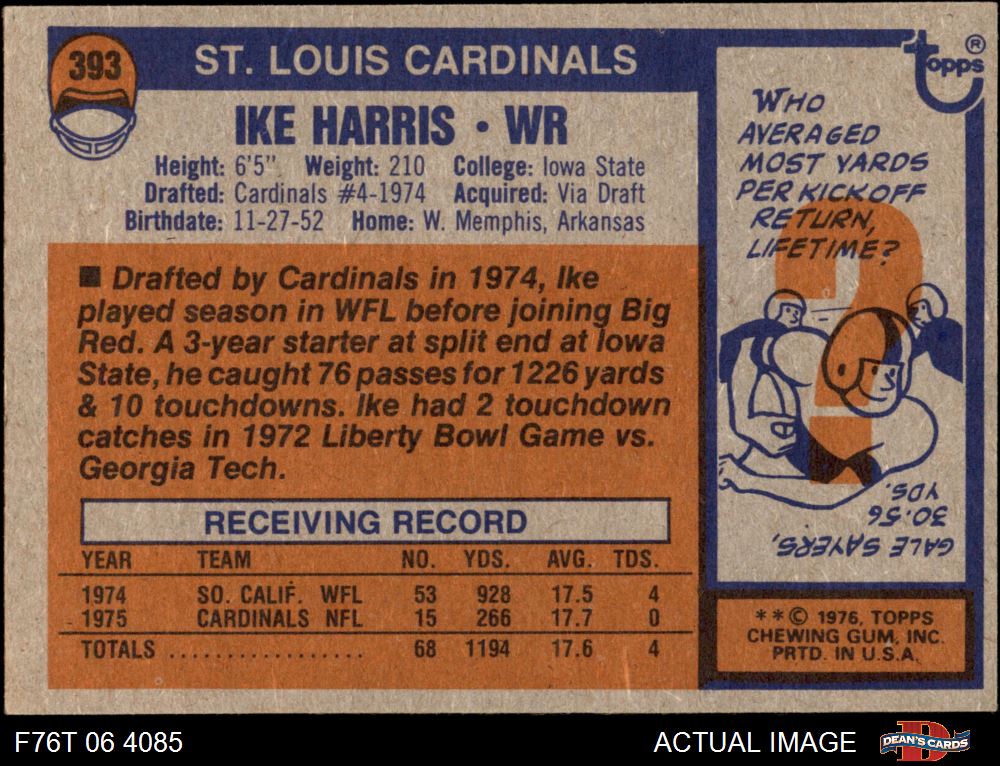 393
ST. LOUIS CARDINALS
IKE HARRIS • WR
Height: 6'5" Weight: 210 College: Iowa State
Drafted: Cardinals #4-1974 Acquired: Via Draft
Birthdate: 11-27-52 Home: W. Memphis, Arkansas
■ Drafted by Cardinals in 1974, Ike
played season in WFL before joining Big
Red. A 3-year starter at split end at Iowa
State, he caught 76 passes for 1226 yards
& 10 touchdowns. Ike had 2 touchdown
catches in 1972 Liberty Bowl Game vs.
Georgia Tech.
RECEIVING RECORD
YEAR TEAM NO. YDS. AVG. TDS.
1974 SO. CALIF. WFL 53 928 17.5 4
1975 CARDINALS NFL 15 266 17.7 0
TOTALS .................. 68 1194 17.6 4
topps ®
WHO
AVERAGED
MOST YARDS
PER KICKOFF
RETURN,
LIFETIME?
?
GALE SAYERS,
30.56
YDS.
**© 1976, TOPPS
CHEWING GUM, INC.
PRTD. IN U.S.A.
F76T 06 4085
ACTUAL IMAGE
D
DEAN'S CARDS